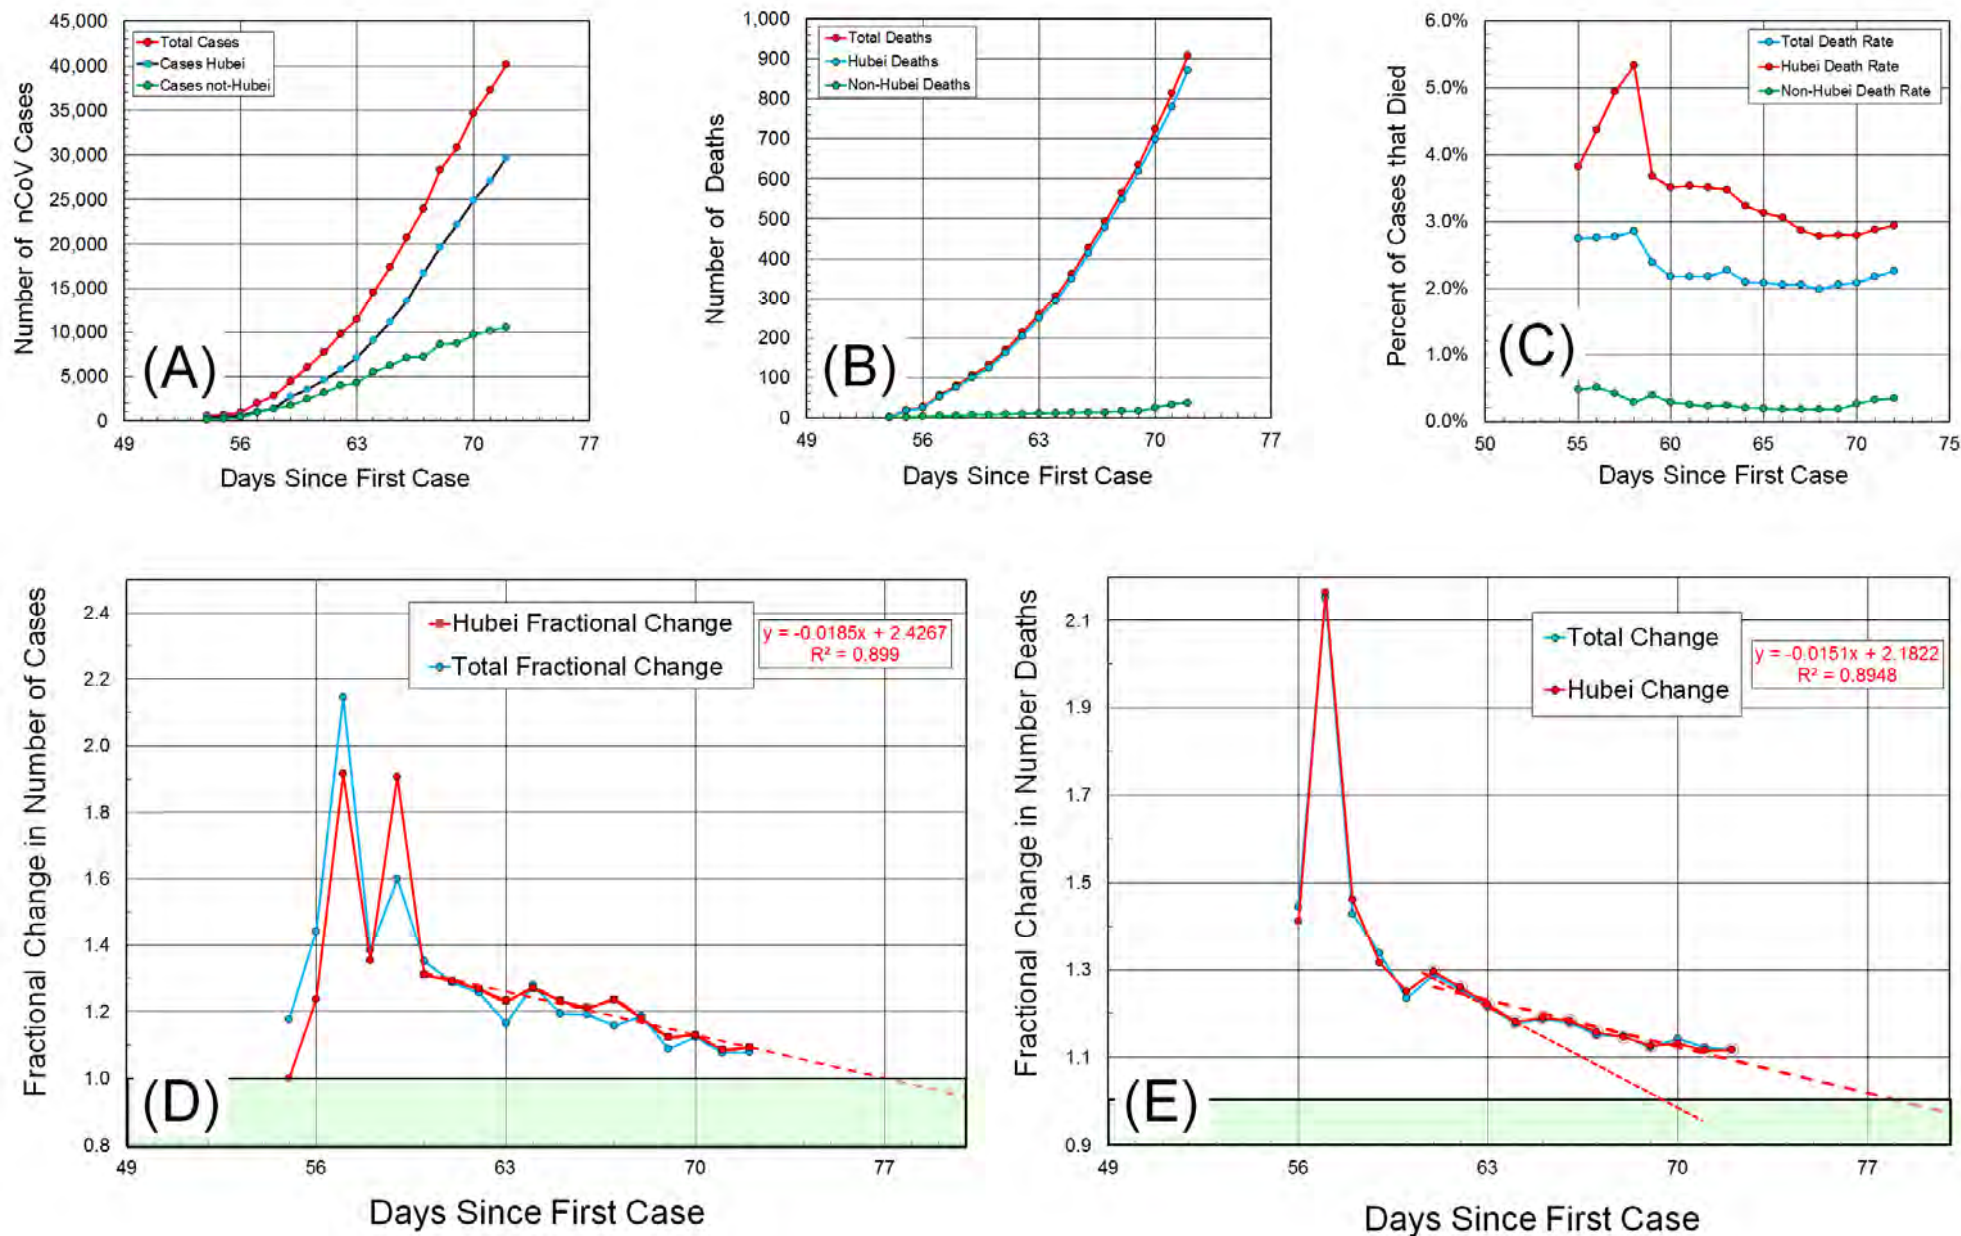 45,000
40,000
35,000
30,000
25,000
20,000
15,000
10,000
5,000
0
Number of nCoV Cases
Total Cases
Cases Hubei
Cases not-Hubei
(A)
49 56 63 70 77
Days Since First Case
1,000
900
800
700
600
500
400
300
200
100
0
Number of Deaths
Total Deaths
Hubei Deaths
Non-Hubei Deaths
(B)
49 56 63 70 77
Days Since First Case
6.0%
5.0%
4.0%
3.0%
2.0%
1.0%
0.0%
Percent of Cases that Died
Total Death Rate
Hubei Death Rate
Non-Hubei Death Rate
(C)
50 55 60 65 70 75
Days Since First Case
2.4
2.2
2.0
1.8
1.6
1.4
1.2
1.0
0.8
Fractional Change in Number of Cases
Hubei Fractional Change
Total Fractional Change
y = -0.0185x + 2.4267
R² = 0.899
(D)
49 56 63 70 77
Days Since First Case
2.1
1.9
1.7
1.5
1.3
1.1
0.9
Fractional Change in Number Deaths
Total Change
Hubei Change
y = -0.0151x + 2.1822
R² = 0.8948
(E)
49 56 63 70 77
Days Since First Case